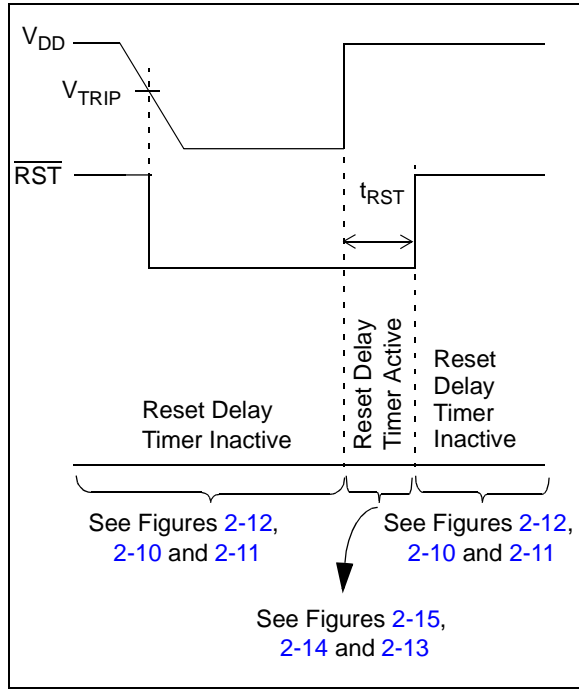 VDD
VTRIP
RST
tRST
Reset Delay
Timer Inactive
Reset Delay
Timer Active
Reset
Delay
Timer
Inactive
See Figures 2-12,
2-10 and 2-11
See Figures 2-12,
2-10 and 2-11
See Figures 2-15,
2-14 and 2-13